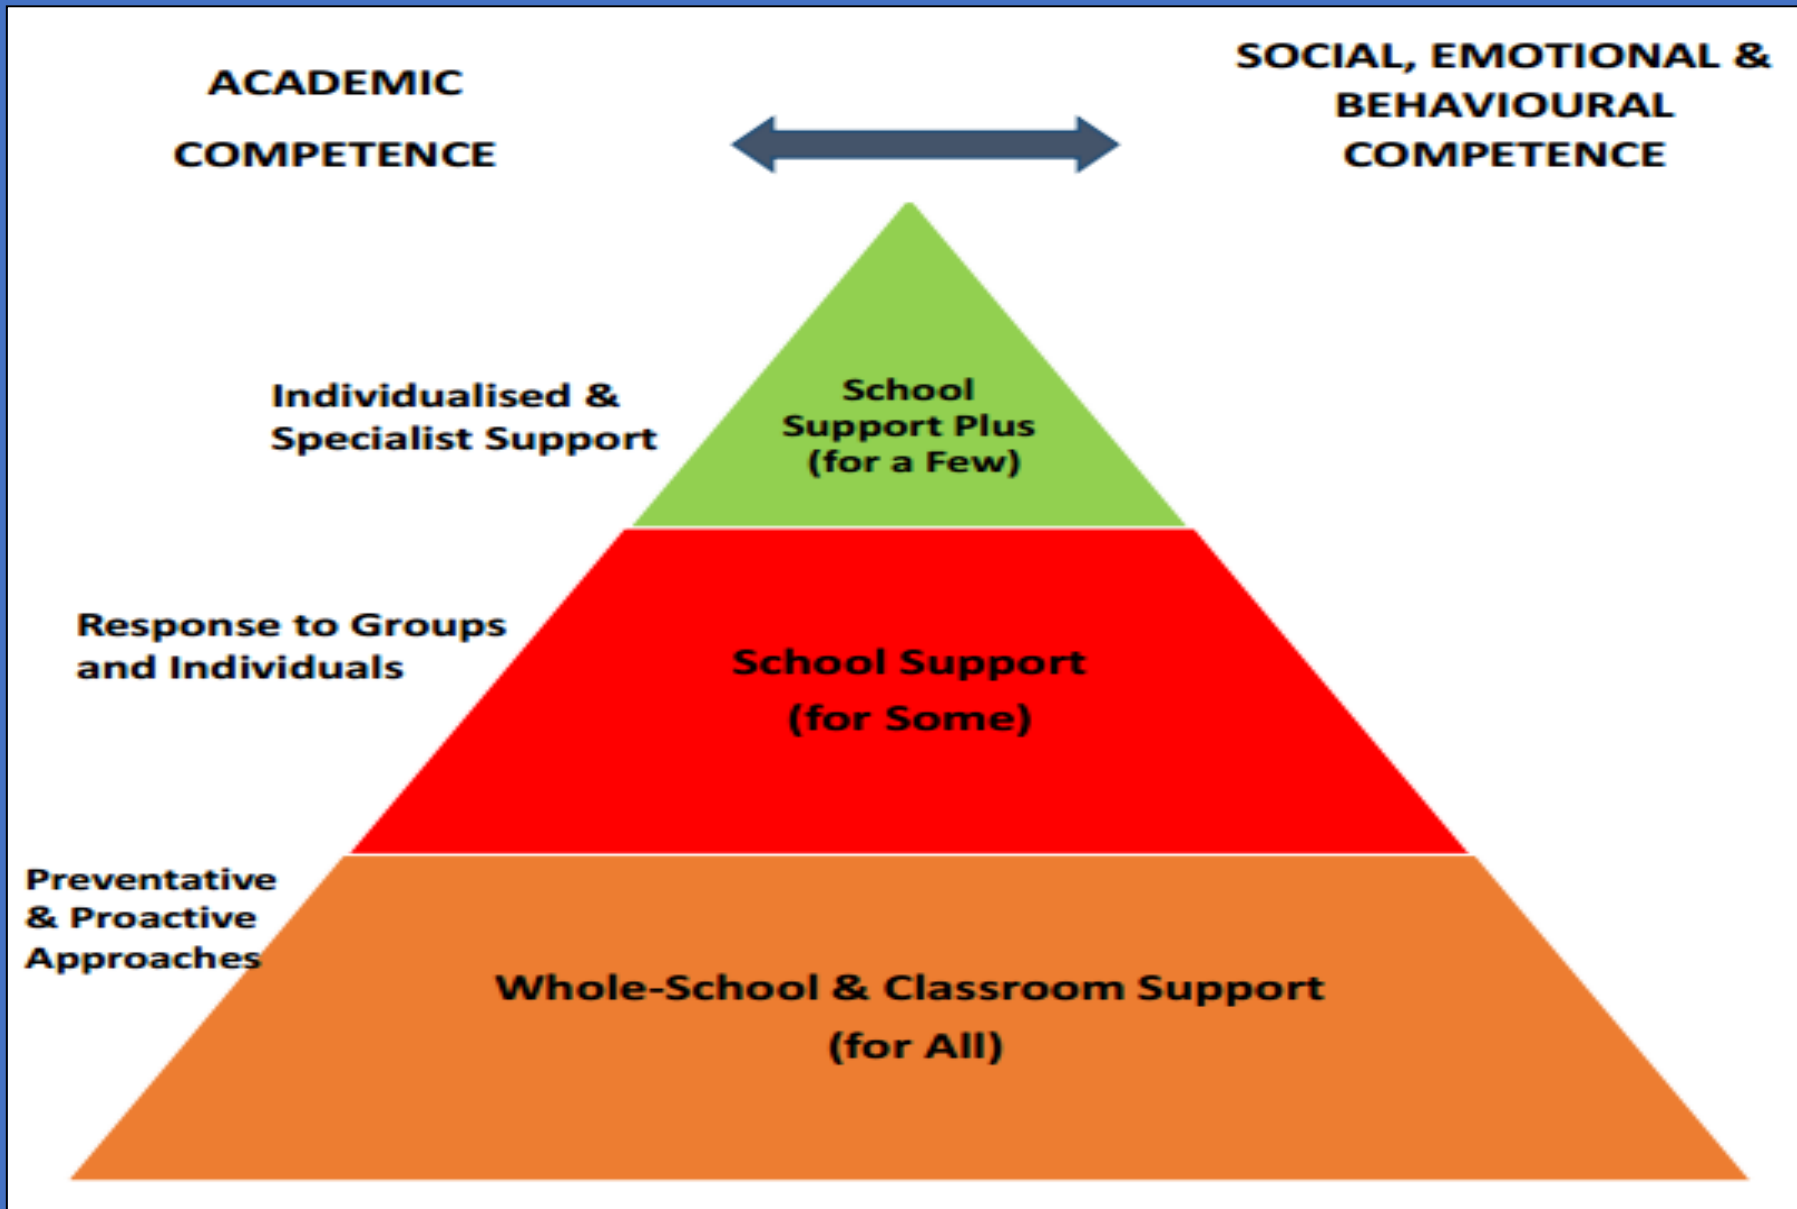 ACADEMIC
COMPETENCE
SOCIAL, EMOTIONAL &
BEHAVIOURAL
COMPETENCE
Individualised &
Specialist Support
School
Support Plus
(for a Few)
Response to Groups
and Individuals
School Support
(for Some)
Preventative
& Proactive
Approaches
Whole-School & Classroom Support
(for All)